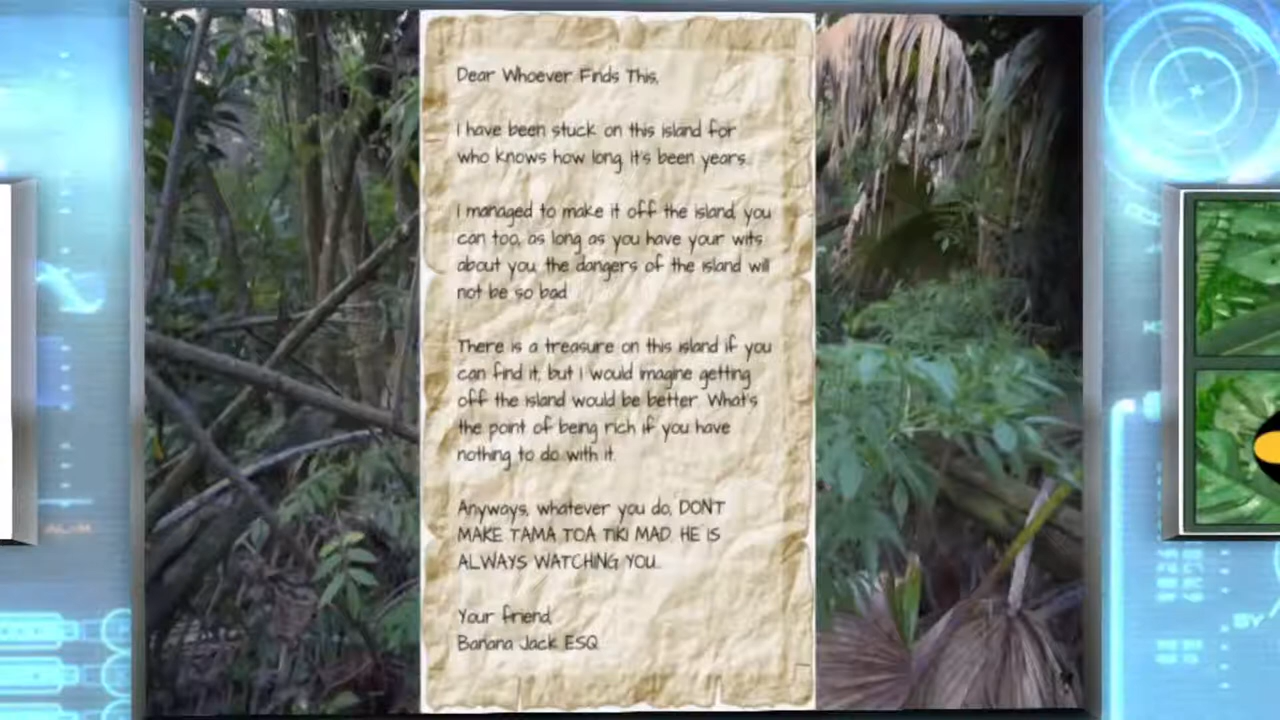 Dear Whoever Finds This,
I have been stuck on this island for
who knows how long. It's been years...
I managed to make it off the island, you
can too, as long as you have your wits
about you, the dangers of the island will
not be so bad.
There is a treasure on this island if you
can find it, but I would imagine getting
off the island would be better. What's
the point of being rich if you have
nothing to do with it.
Anyways, whatever you do, DON'T
MAKE TAMA TOA TIKI MAD. HE IS
ALWAYS WATCHING YOU...
Your friend,
Banana Jack ESQ.